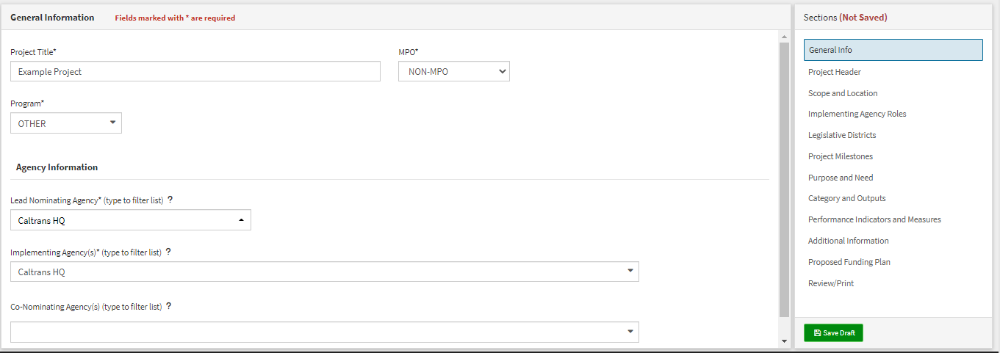 General Information
Fields marked with * are required
Project Title*
MPO*
Example Project
NON-MPO
Program*
OTHER
Agency Information
Lead Nominating Agency* (type to filter list) ?
Caltrans HQ
Implementing Agency(s)* (type to filter list) ?
Caltrans HQ
Co-Nominating Agency(s) (type to filter list) ?
Sections (Not Saved)
General Info
Project Header
Scope and Location
Implementing Agency Roles
Legislative Districts
Project Milestones
Purpose and Need
Category and Outputs
Performance Indicators and Measures
Additional Information
Proposed Funding Plan
Review/Print
Save Draft